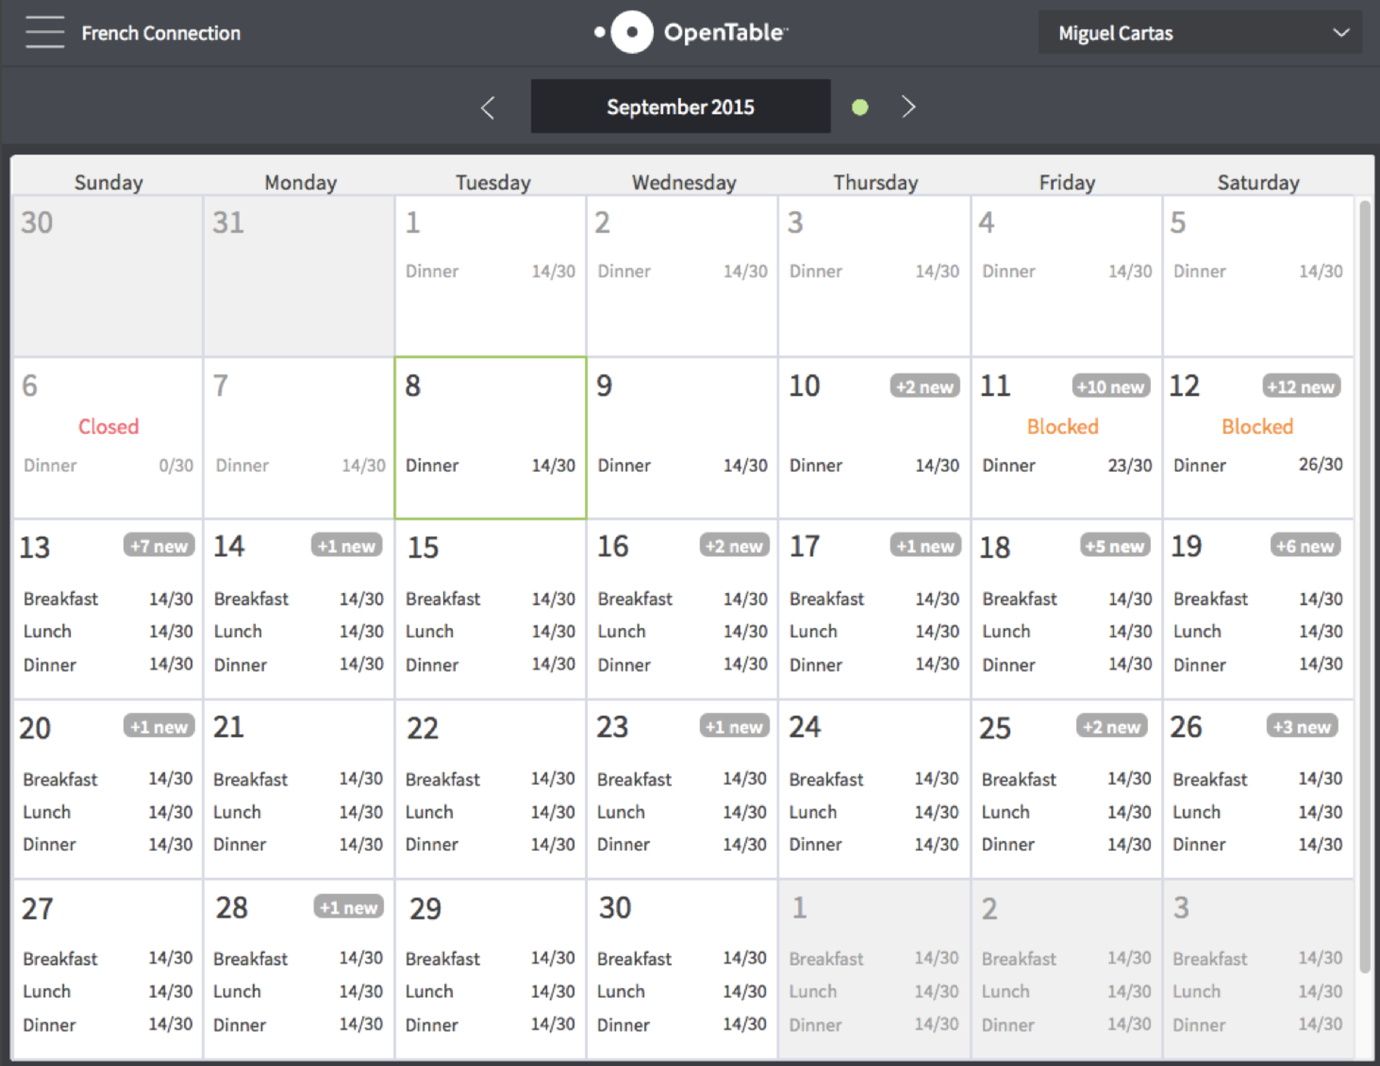 French Connection
OpenTable™
Miguel Cartas
September 2015
Sunday Monday Tuesday Wednesday Thursday Friday Saturday
30 31 1 2 3 4 5
Dinner 14/30 Dinner 14/30 Dinner 14/30 Dinner 14/30 Dinner 14/30
6 7 8 9 10 +2 new 11 +10 new 12 +12 new
Closed Blocked Blocked
Dinner 0/30 Dinner 14/30 Dinner 14/30 Dinner 14/30 Dinner 14/30 Dinner 23/30 Dinner 26/30
13 +7 new 14 +1 new 15 16 +2 new 17 +1 new 18 +5 new 19 +6 new
Breakfast 14/30 Breakfast 14/30 Breakfast 14/30 Breakfast 14/30 Breakfast 14/30 Breakfast 14/30 Breakfast 14/30
Lunch 14/30 Lunch 14/30 Lunch 14/30 Lunch 14/30 Lunch 14/30 Lunch 14/30 Lunch 14/30
Dinner 14/30 Dinner 14/30 Dinner 14/30 Dinner 14/30 Dinner 14/30 Dinner 14/30 Dinner 14/30
20 +1 new 21 22 23 +1 new 24 25 +2 new 26 +3 new
Breakfast 14/30 Breakfast 14/30 Breakfast 14/30 Breakfast 14/30 Breakfast 14/30 Breakfast 14/30 Breakfast 14/30
Lunch 14/30 Lunch 14/30 Lunch 14/30 Lunch 14/30 Lunch 14/30 Lunch 14/30 Lunch 14/30
Dinner 14/30 Dinner 14/30 Dinner 14/30 Dinner 14/30 Dinner 14/30 Dinner 14/30 Dinner 14/30
27 28 +1 new 29 30 1 2 3
Breakfast 14/30 Breakfast 14/30 Breakfast 14/30 Breakfast 14/30 Breakfast 14/30 Breakfast 14/30 Breakfast 14/30
Lunch 14/30 Lunch 14/30 Lunch 14/30 Lunch 14/30 Lunch 14/30 Lunch 14/30 Lunch 14/30
Dinner 14/30 Dinner 14/30 Dinner 14/30 Dinner 14/30 Dinner 14/30 Dinner 14/30 Dinner 14/30